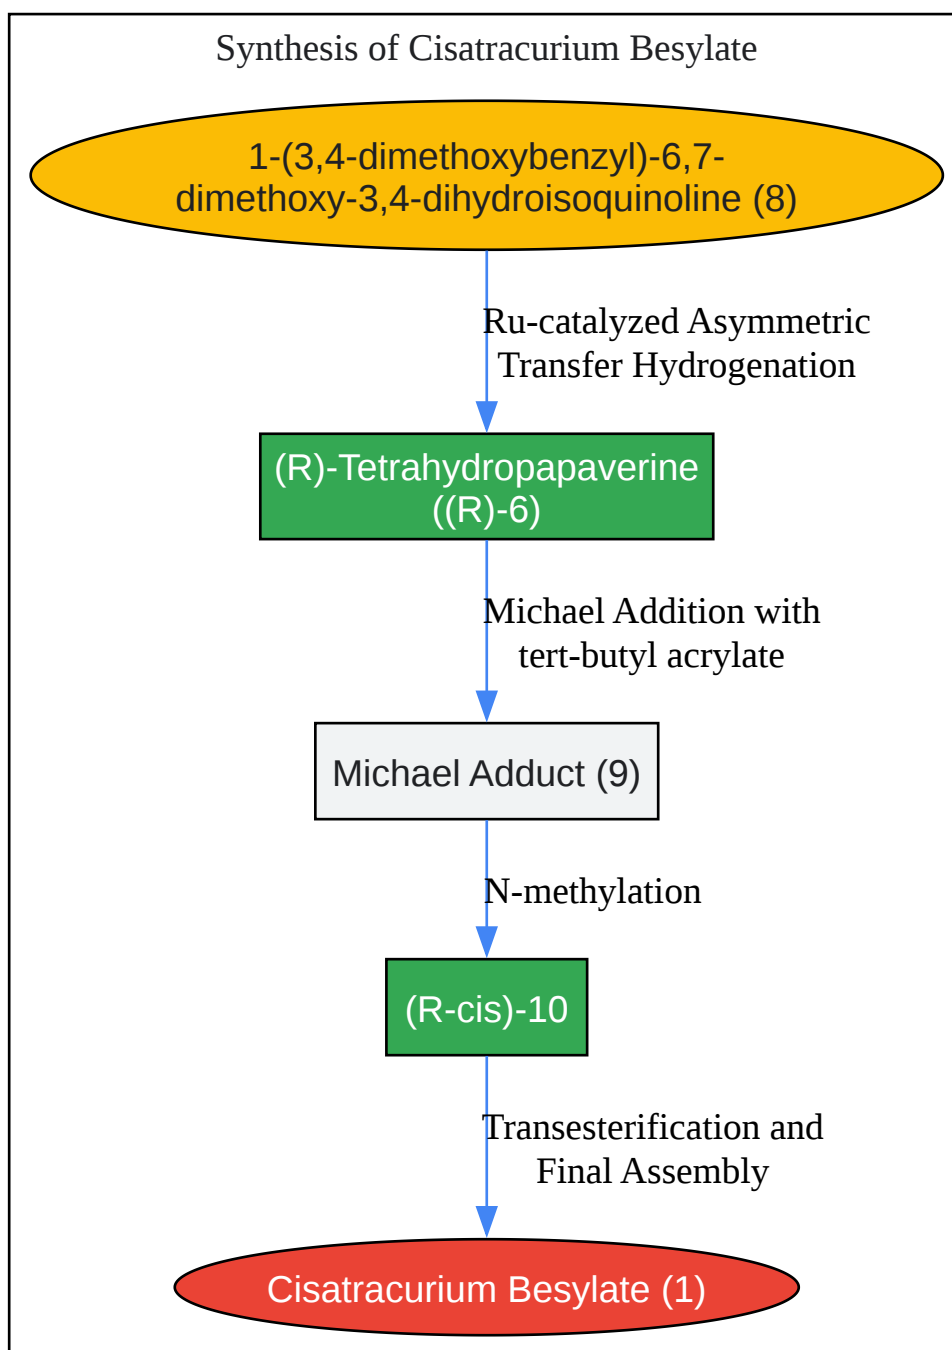 Synthesis of Cisatracurium Besylate
1-(3,4-dimethoxybenzyl)-6,7-
dimethoxy-3,4-dihydroisoquinoline (8)
Ru-catalyzed Asymmetric
Transfer Hydrogenation
(R)-Tetrahydropapaverine
((R)-6)
Michael Addition with
tert-butyl acrylate
Michael Adduct (9)
N-methylation
(R-cis)-10
Transesterification and
Final Assembly
Cisatracurium Besylate (1)